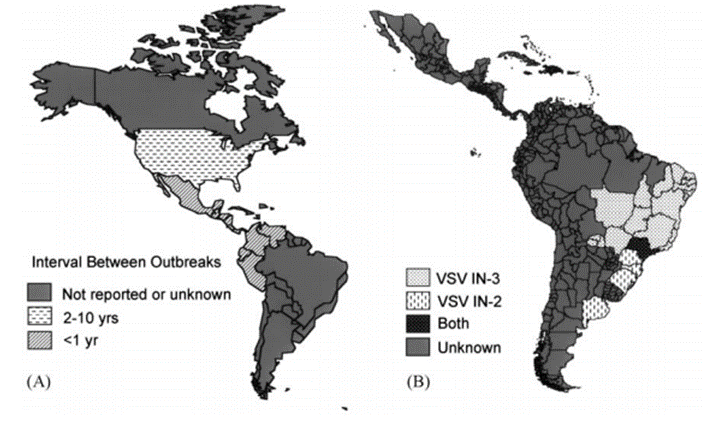 Interval Between Outbreaks
Not reported or unknown
2-10 yrs
<1 yr
(A)
VSV IN-3
VSV IN-2
Both
Unknown
(B)